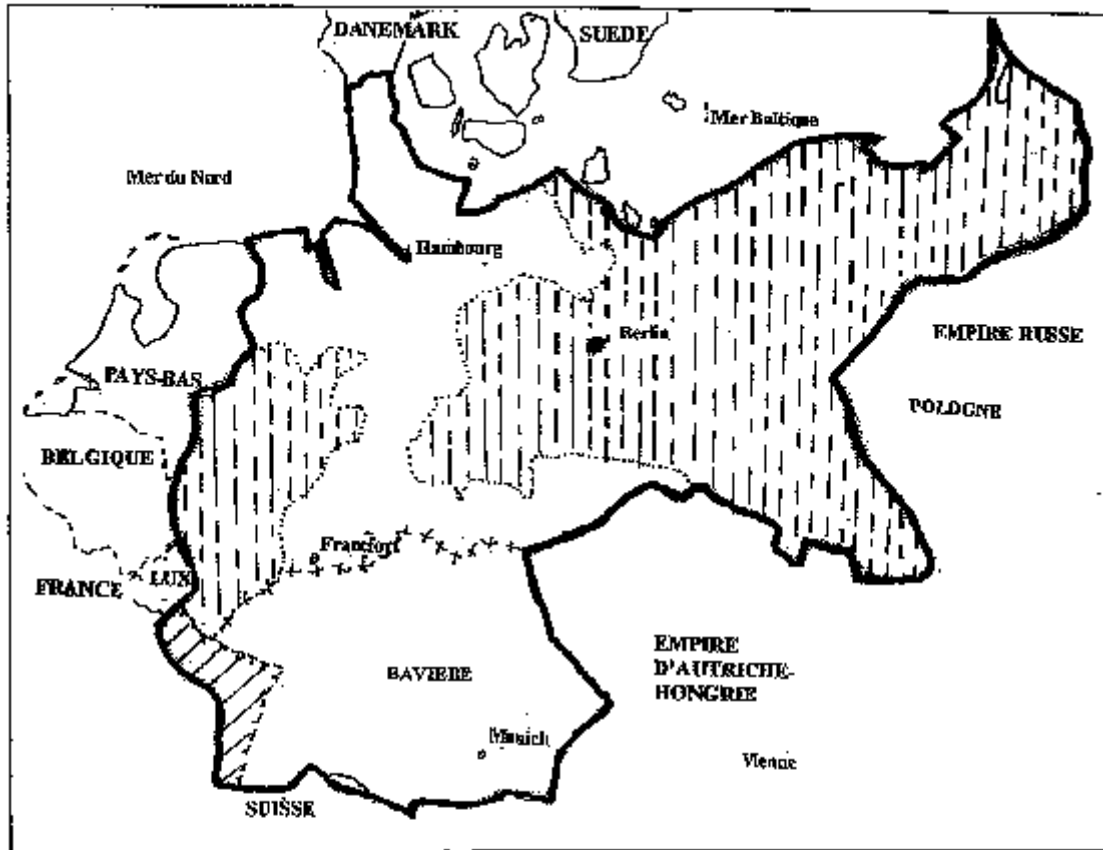 DANEMARK
SUEDE
Mer Baltique
Mer du Nord
Hambourg
Berlin
EMPIRE RUSSE
PAYS-BAS
POLOGNE
BELGIQUE
Francfort
LUX
FRANCE
EMPIRE
D'AUTRICHE-
HONGRIE
BAVIERE
Munich
Vienne
SUISSE